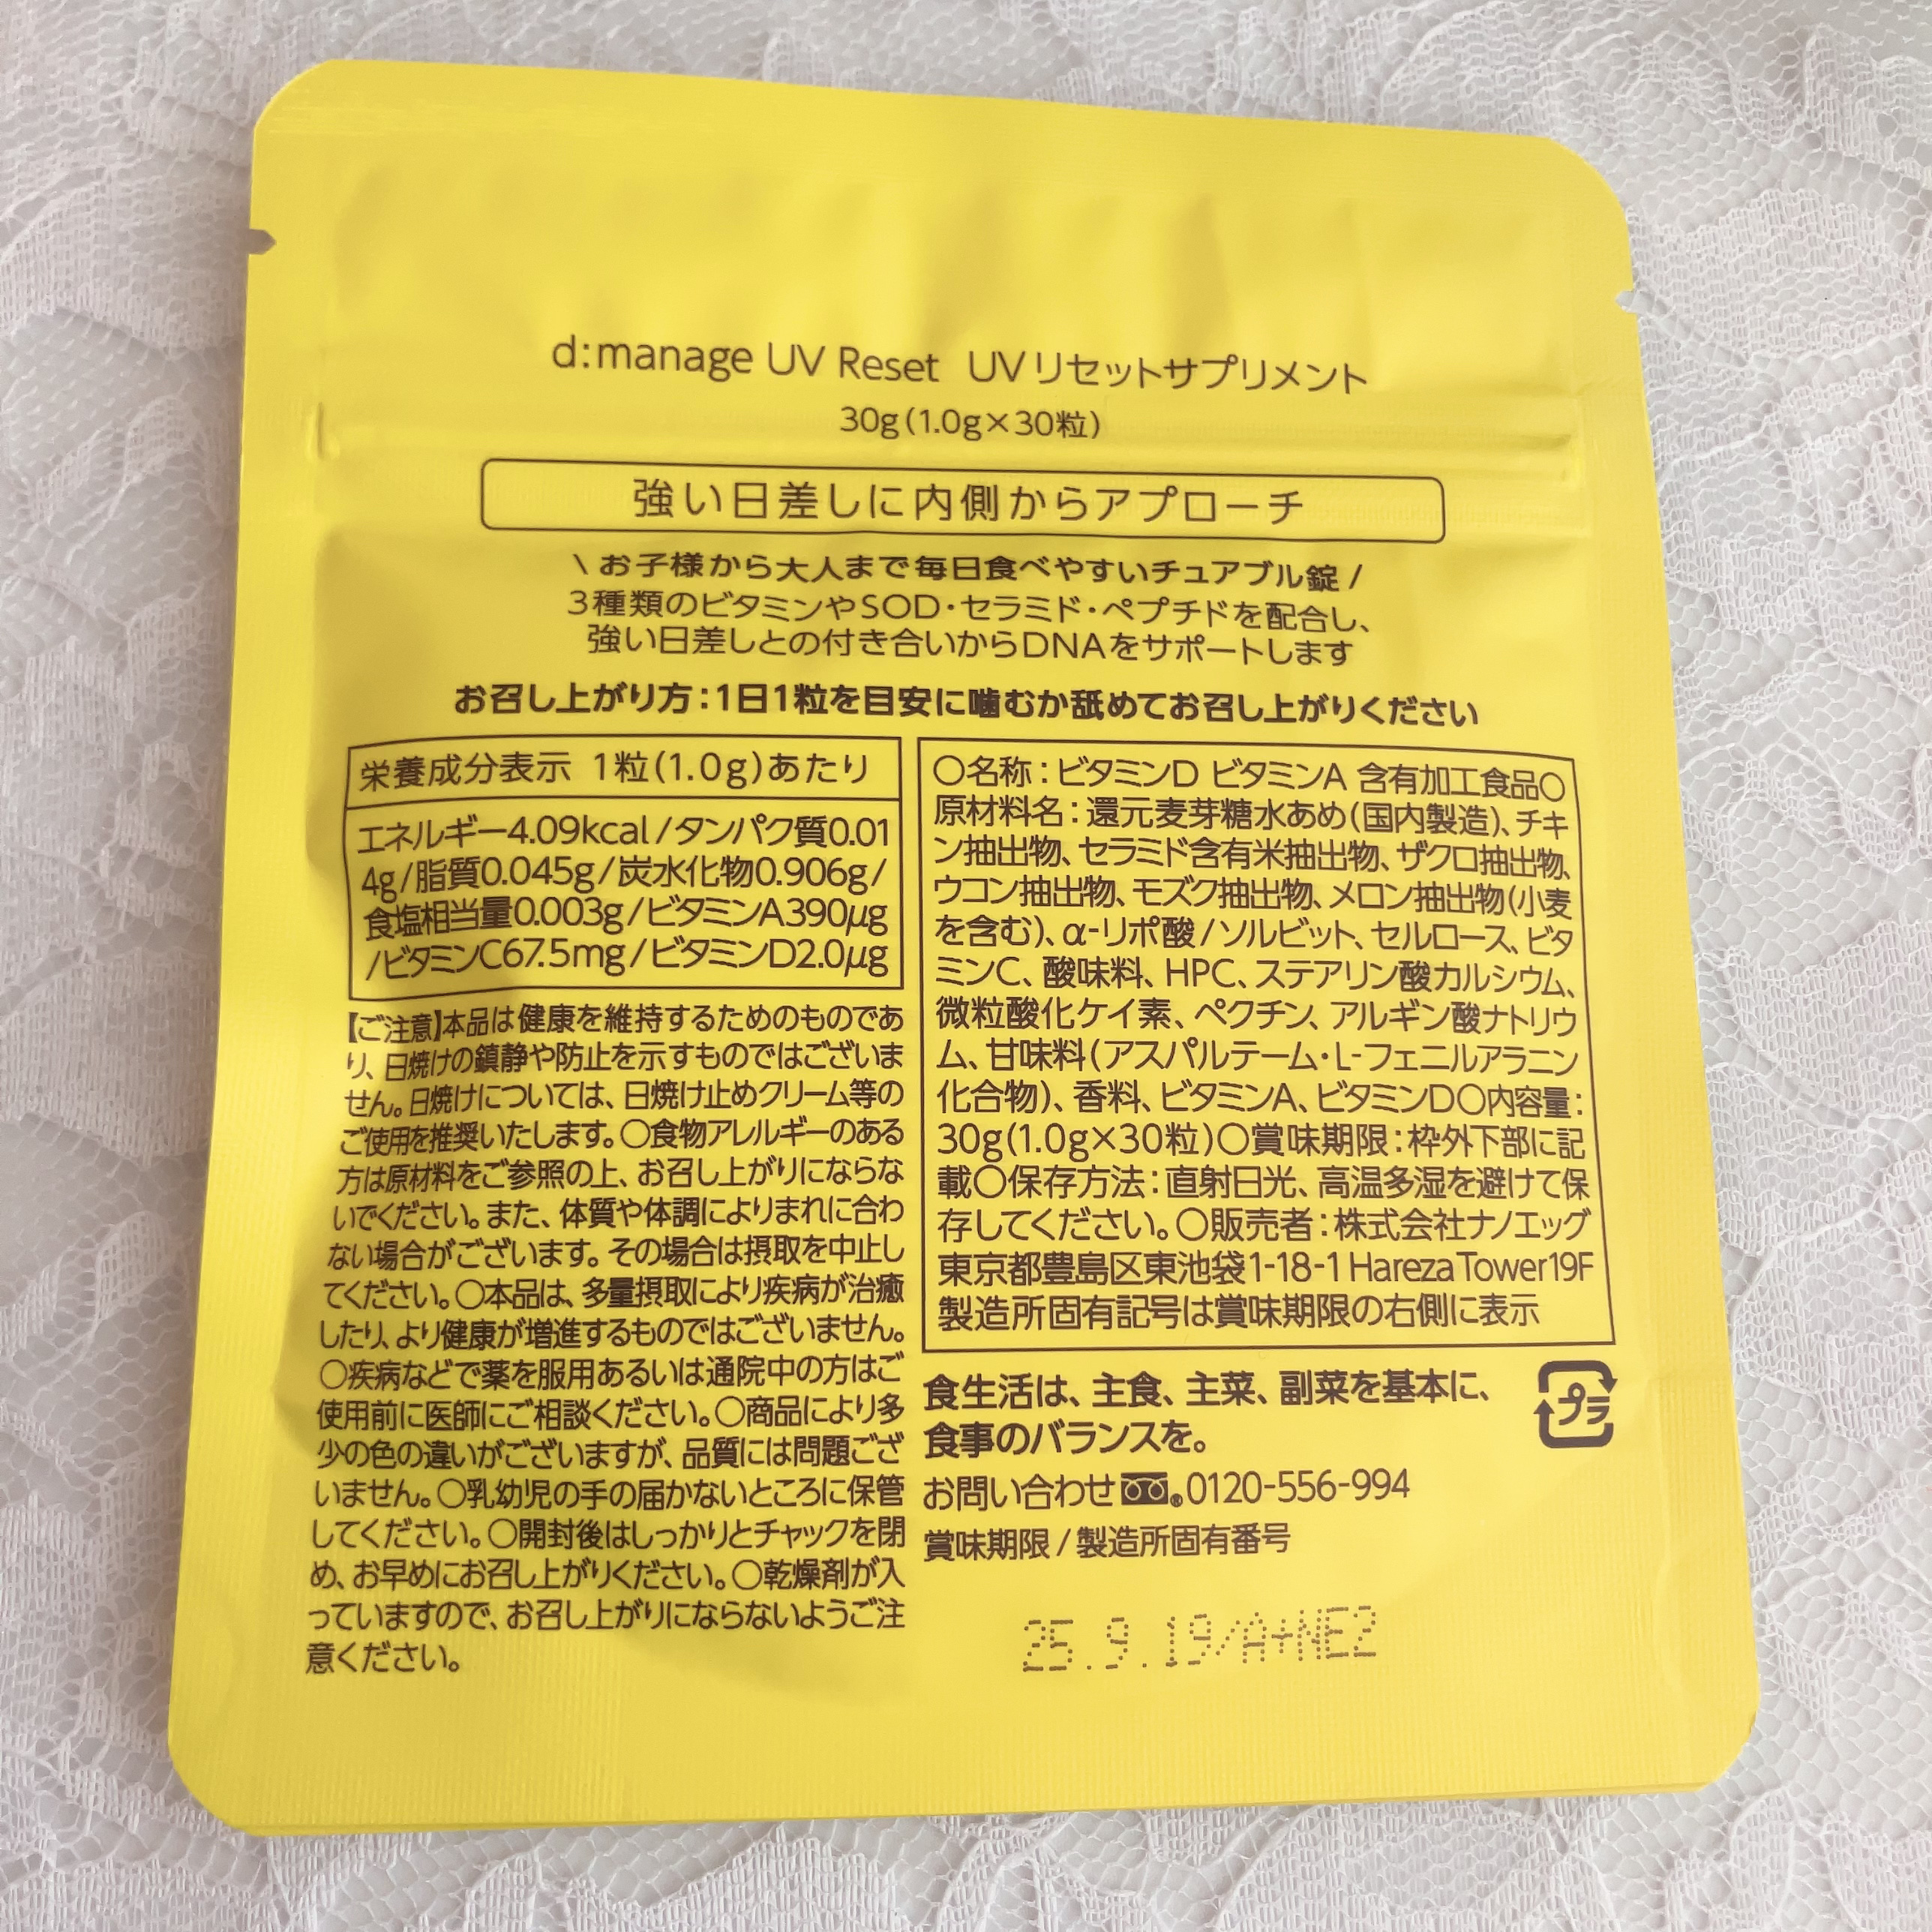 d:manage UV Reset UVリセットサプリメント
30g(1.0g×30粒)
強い日差しに内側からアプローチ
\ お子様から大人まで毎日食べやすいチュアブル錠 /
3種類のビタミンやSOD・セラミド・ペプチドを配合し、
強い日差しとの付き合いからDNAをサポートします
お召し上がり方:1日1粒を目安に噛むか舐めてお召し上がりください
栄養成分表示 1粒(1.0g)あたり
エネルギー4.09kcal/タンパク質0.01
4g/脂質0.045g/炭水化物0.906g/
食塩相当量0.003g/ビタミンA390μg
/ビタミンC67.5mg/ビタミンD2.0μg
【ご注意】本品は健康を維持するためのものであ
り、日焼けの鎮静や防止を示すものではございま
せん。日焼けについては、日焼け止めクリーム等の
ご使用を推奨いたします。○食物アレルギーのある
方は原材料をご参照の上、お召し上がりにならな
いでください。また、体質や体調によりまれに合わ
ない場合がございます。その場合は摂取を中止し
てください。○本品は、多量摂取により疾病が治癒
したり、より健康が増進するものではございません。
○疾病などで薬を服用あるいは通院中の方はご
使用前に医師にご相談ください。○商品により多
少の色の違いがございますが、品質には問題ござ
いません。○乳幼児の手の届かないところに保管
してください。○開封後はしっかりとチャックを閉
め、お早めにお召し上がりください。○乾燥剤が入
っていますので、お召し上がりにならないようご注
意ください。
○名称:ビタミンD ビタミンA 含有加工食品○
原材料名:還元麦芽糖水あめ(国内製造)、チキ
ン抽出物、セラミド含有米抽出物、ザクロ抽出物、
ウコン抽出物、モズク抽出物、メロン抽出物(小麦
を含む)、α-リポ酸/ソルビット、セルロース、ビタ
ミンC、酸味料、HPC、ステアリン酸カルシウム、
微粒酸化ケイ素、ペクチン、アルギン酸ナトリウ
ム、甘味料(アスパルテーム・L-フェニルアラニン
化合物)、香料、ビタミンA、ビタミンD○内容量:
30g(1.0g×30粒)○賞味期限:枠外下部に記
載○保存方法:直射日光、高温多湿を避けて保
存してください。○販売者:株式会社ナノエッグ
東京都豊島区東池袋1-18-1 Hareza Tower19F
製造所固有記号は賞味期限の右側に表示
食生活は、主食、主菜、副菜を基本に、
食事のバランスを。
プラ
お問い合わせ ® 0120-556-994
賞味期限/製造所固有番号
25.9.19/A+NE2